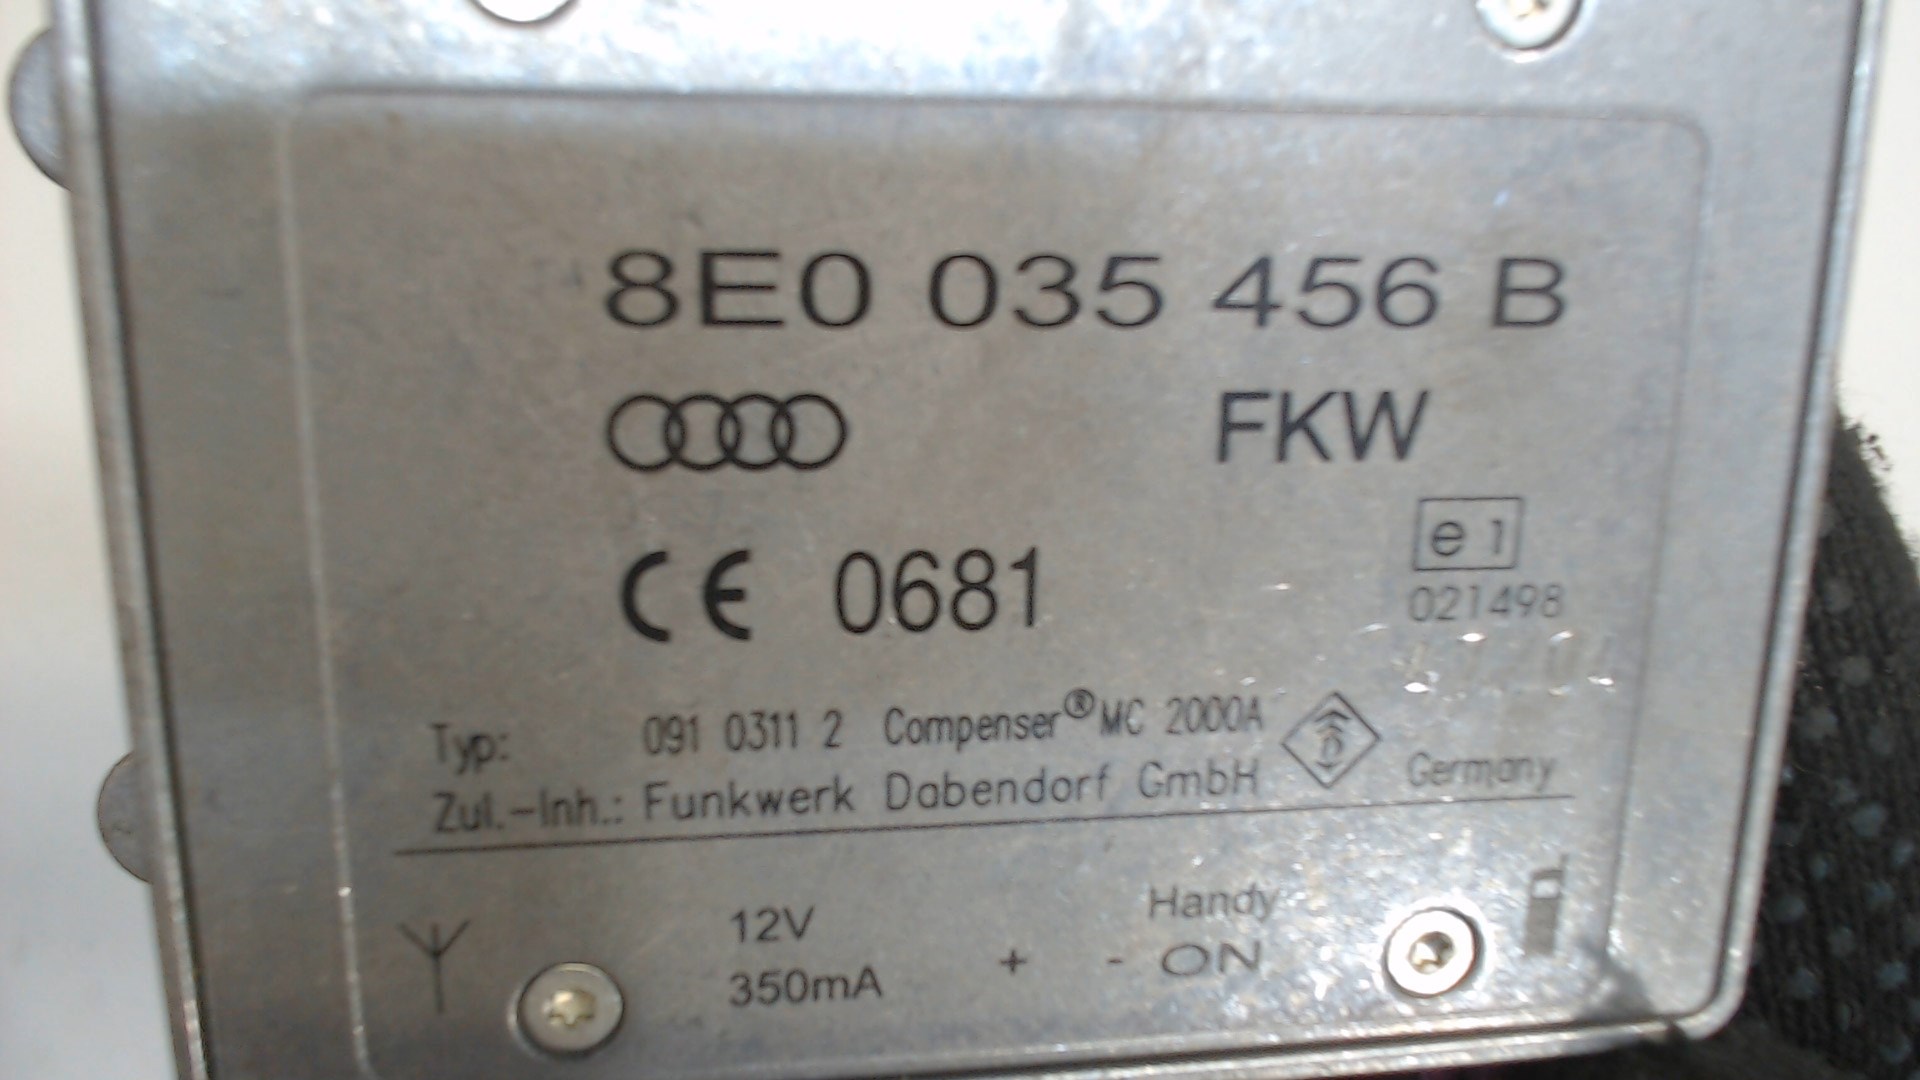 8E0 035 456 B
FKW
CE 0681
e 1
021498
Typ: 091 0311 2 Compenser® MC 2000A
Zul.-Inh.: Funkwerk Dabendorf GmbH Germany
12V Handy
350mA + - ON